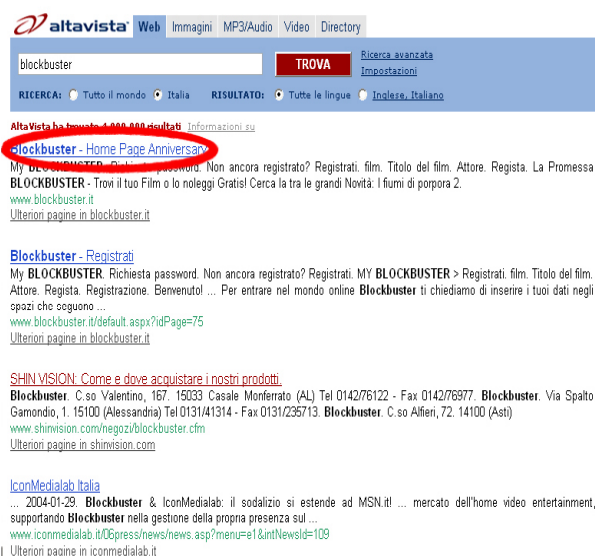 altavista Web Immagini MP3/Audio Video Directory
blockbuster TROVA Ricerca avanzata
Impostazioni
RICERCA: Tutto il mondo Italia RISULTATO: Tutte le lingue Inglese, Italiano
AltaVista ha trovato 4.000.000 risultati Informazioni su
Blockbuster - Home Page Anniversary
My BLOCKBUSTER. Richiesta password. Non ancora registrato? Registrati. film. Titolo del film. Attore. Regista. La Promessa
BLOCKBUSTER - Trovi il tuo Film o lo noleggi Gratis! Cerca la tra le grandi Novità: I fiumi di porpora 2.
www.blockbuster.it
Ulteriori pagine in blockbuster.it
Blockbuster - Registrati
My BLOCKBUSTER. Richiesta password. Non ancora registrato? Registrati. MY BLOCKBUSTER > Registrati. film. Titolo del film.
Attore. Regista. Registrazione. Benvenuto! ... Per entrare nel mondo online Blockbuster ti chiediamo di inserire i tuoi dati negli
spazi che seguono ...
www.blockbuster.it/default.aspx?idPage=75
Ulteriori pagine in blockbuster.it
SHIN VISION: Come e dove acquistare i nostri prodotti.
Blockbuster. C.so Valentino, 167. 15033 Casale Monferrato (AL) Tel 0142/76122 - Fax 0142/76977. Blockbuster. Via Spalto
Gamondio, 1. 15100 (Alessandria) Tel 0131/41314 - Fax 0131/235713. Blockbuster. C.so Alfieri, 72. 14100 (Asti)
www.shinvision.com/negozi/blockbuster.cfm
Ulteriori pagine in shinvision.com
IconMedialab Italia
... 2004-01-29. Blockbuster & IconMedialab: il sodalizio si estende ad MSN.it! ... mercato dell'home video entertainment,
supportando Blockbuster nella gestione della propria presenza sul ...
www.iconmedialab.it/06press/news/news.asp?menu=e1&intNewsId=109
Ulteriori pagine in iconmedialab.it